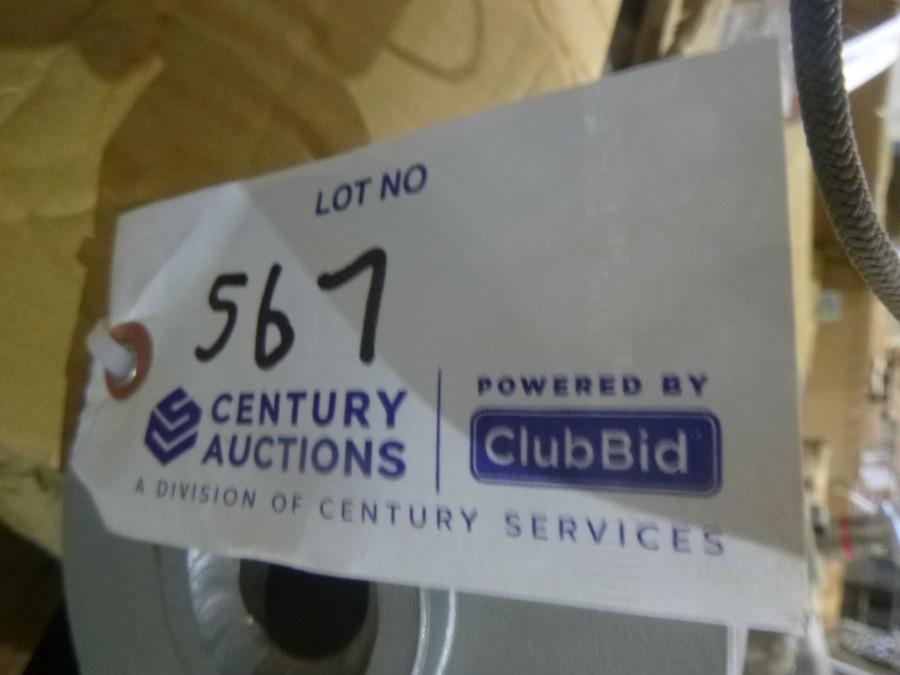 LOT NO
567
CENTURY
AUCTIONS
A DIVISION OF CENTURY SERVICES
POWERED BY
ClubBid